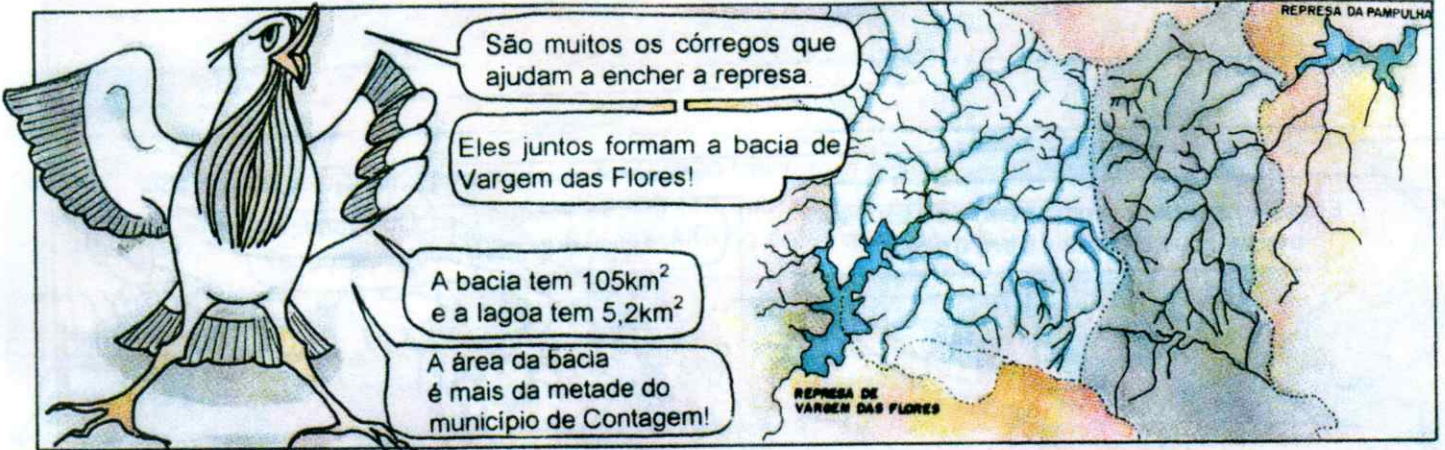 São muitos os córregos que
ajudam a encher a represa.
Eles juntos formam a bacia de
Vargem das Flores!
A bacia tem 105km²
e a lagoa tem 5,2km²
A área da bácia
é mais da metade do
município de Contagem!
REPRESA DA PAMPULHA
REPRESA DE
VARGEM DAS FLORES